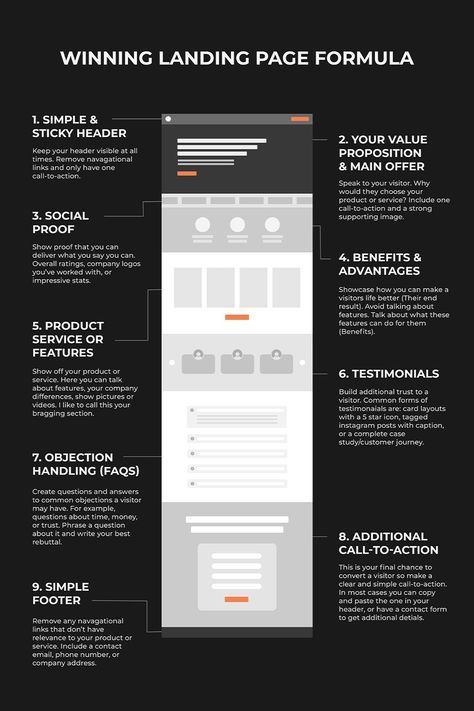 WINNING LANDING PAGE FORMULA
1. SIMPLE &
STICKY HEADER
Keep your header visible at all
times. Remove navagational
links and only have one
call-to-action.
2. YOUR VALUE
PROPOSITION
& MAIN OFFER
Speak to your visitor. Why
would they choose your
product or service? Include one
call-to-action and a strong
supporting image.
3. SOCIAL
PROOF
Show proof that you can
deliver what you say you can.
Overall ratings, company logos
you've worked with, or
impressive stats.
4. BENEFITS &
ADVANTAGES
Showcase how you can make a
visitors life better (Their end
result). Avoid talking about
features. Talk about what these
features can do for them
(Benefits).
5. PRODUCT
SERVICE OR
FEATURES
Show off your product or
service. Here you can talk
about features, your company
differences, show pictures or
videos. I like to call this your
bragging section.
6. TESTIMONIALS
Build additional trust to a
visitor. Common forms of
testimonaials are: card layouts
with a 5 star icon, tagged
instagram posts with caption,
or a complete case
study/customer journey.
7. OBJECTION
HANDLING (FAQS)
Create questions and answers
to common objections a visitor
may have. For example,
questions about time, money,
or trust. Phrase a question
about it and write your best
rebuttal.
8. ADDITIONAL
CALL-TO-ACTION
This is your final chance to
convert a visitor so make a
clear and simple call-to-action.
In most cases you can copy
and paste the one in your
header, or have a contact form
to get additional detials.
9. SIMPLE
FOOTER
Remove any navagational
links that don't have
relevance to your product or
service. Include a contact
email, phone number, or
company address.